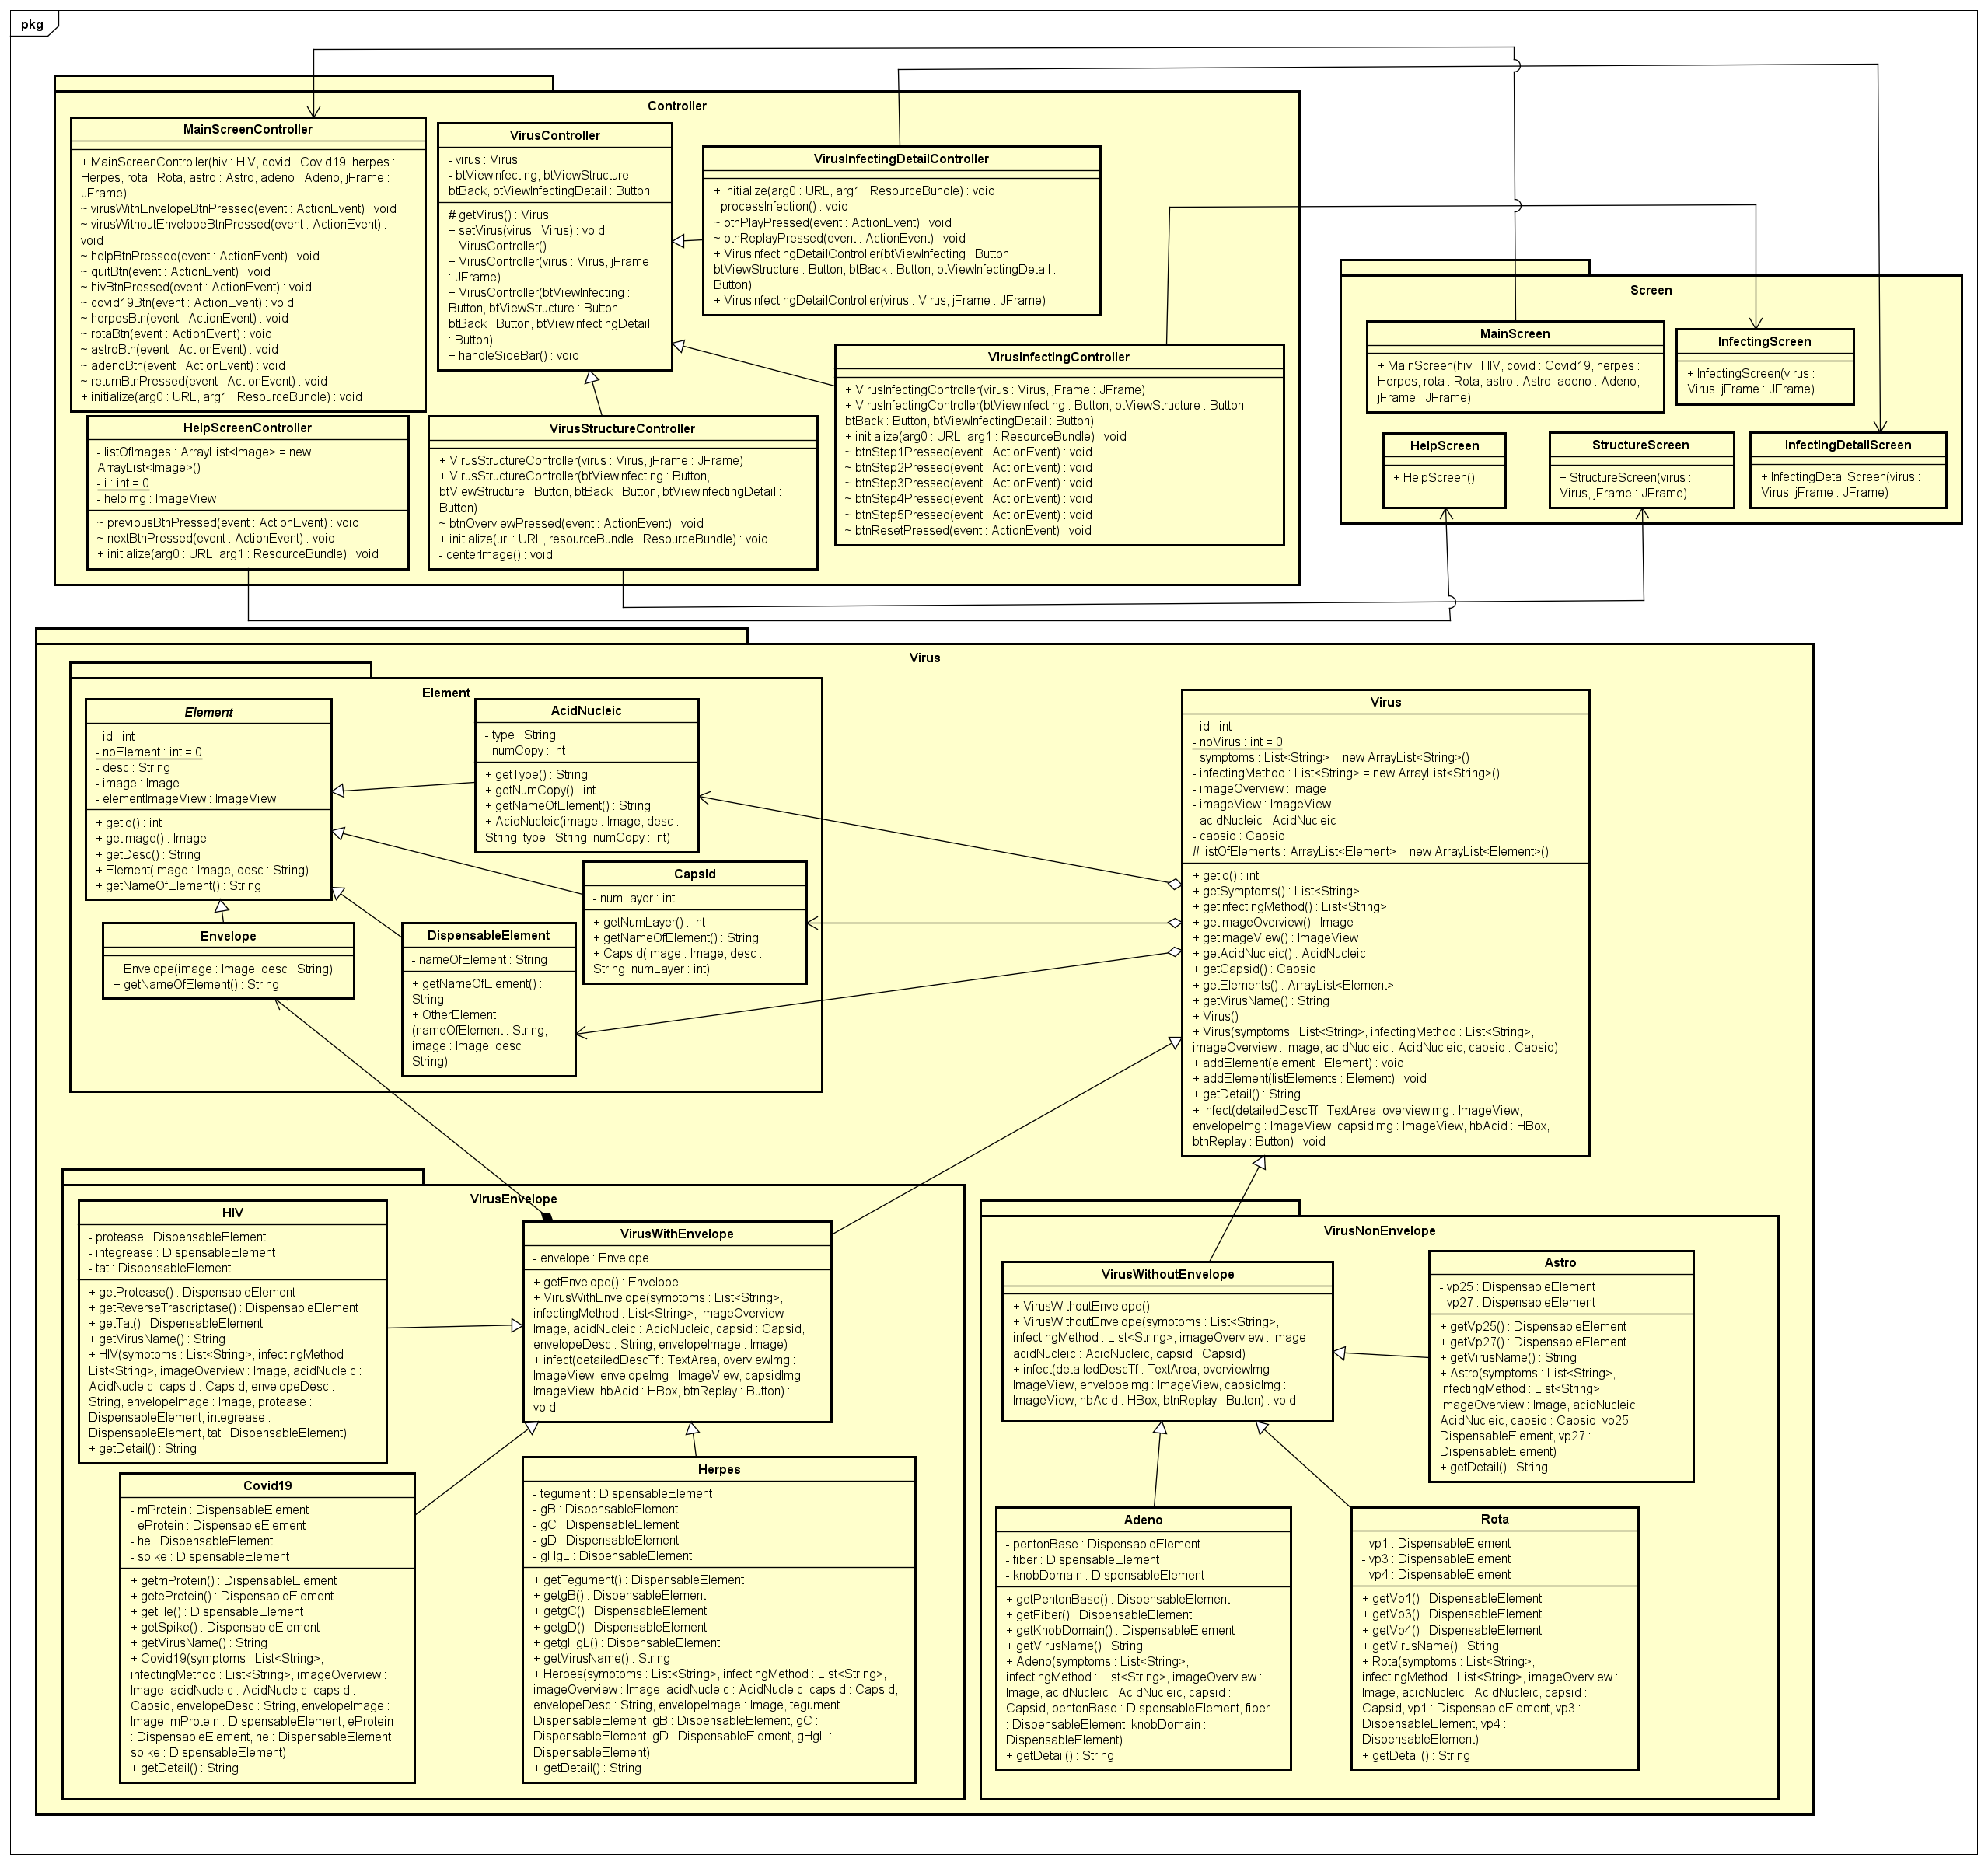 pkg
Controller
MainScreenController
+ MainScreenController(hiv : HIV, covid : Covid19, herpes :
Herpes, rota : Rota, astro : Astro, adeno : Adeno, jFrame :
JFrame)
~ virusWithEnvelopeBtnPressed(event : ActionEvent) : void
~ virusWithoutEnvelopeBtnPressed(event : ActionEvent) :
void
~ helpBtnPressed(event : ActionEvent) : void
~ quitBtn(event : ActionEvent) : void
~ hivBtnPressed(event : ActionEvent) : void
~ covid19Btn(event : ActionEvent) : void
~ herpesBtn(event : ActionEvent) : void
~ rotaBtn(event : ActionEvent) : void
~ astroBtn(event : ActionEvent) : void
~ adenoBtn(event : ActionEvent) : void
~ returnBtnPressed(event : ActionEvent) : void
+ initialize(arg0 : URL, arg1 : ResourceBundle) : void
VirusController
- virus : Virus
- btViewInfecting, btViewStructure,
btBack, btViewInfectingDetail : Button
# getVirus() : Virus
+ setVirus(virus : Virus) : void
+ VirusController()
+ VirusController(virus : Virus, jFrame
: JFrame)
+ VirusController(btViewInfecting :
Button, btViewStructure : Button,
btBack : Button, btViewInfectingDetail
: Button)
+ handleSideBar() : void
VirusInfectingDetailController
+ initialize(arg0 : URL, arg1 : ResourceBundle) : void
- processInfection() : void
~ btnPlayPressed(event : ActionEvent) : void
~ btnReplayPressed(event : ActionEvent) : void
+ VirusInfectingDetailController(btViewInfecting : Button,
btViewStructure : Button, btBack : Button, btViewInfectingDetail :
Button)
+ VirusInfectingDetailController(virus : Virus, jFrame : JFrame)
VirusInfectingController
+ VirusInfectingController(virus : Virus, jFrame : JFrame)
+ VirusInfectingController(btViewInfecting : Button, btViewStructure : Button,
btBack : Button, btViewInfectingDetail : Button)
+ initialize(arg0 : URL, arg1 : ResourceBundle) : void
~ btnStep1Pressed(event : ActionEvent) : void
~ btnStep2Pressed(event : ActionEvent) : void
~ btnStep3Pressed(event : ActionEvent) : void
~ btnStep4Pressed(event : ActionEvent) : void
~ btnStep5Pressed(event : ActionEvent) : void
~ btnResetPressed(event : ActionEvent) : void
HelpScreenController
- listOfImages : ArrayList<Image> = new
ArrayList<Image>()
- i : int = 0
- helpImg : ImageView
~ previousBtnPressed(event : ActionEvent) : void
~ nextBtnPressed(event : ActionEvent) : void
+ initialize(arg0 : URL, arg1 : ResourceBundle) : void
VirusStructureController
+ VirusStructureController(virus : Virus, jFrame : JFrame)
+ VirusStructureController(btViewInfecting : Button,
btViewStructure : Button, btBack : Button, btViewInfectingDetail :
Button)
~ btnOverviewPressed(event : ActionEvent) : void
+ initialize(url : URL, resourceBundle : ResourceBundle) : void
- centerImage() : void
Screen
MainScreen
+ MainScreen(hiv : HIV, covid : Covid19, herpes :
Herpes, rota : Rota, astro : Astro, adeno : Adeno,
jFrame : JFrame)
InfectingScreen
+ InfectingScreen(virus :
Virus, jFrame : JFrame)
HelpScreen
+ HelpScreen()
StructureScreen
+ StructureScreen(virus :
Virus, jFrame : JFrame)
InfectingDetailScreen
+ InfectingDetailScreen(virus :
Virus, jFrame : JFrame)
Virus
Element
Element
- id : int
- nbElement : int = 0
- desc : String
- image : Image
- elementImageView : ImageView
+ getId() : int
+ getImage() : Image
+ getDesc() : String
+ Element(image : Image, desc : String)
+ getNameOfElement() : String
AcidNucleic
- type : String
- numCopy : int
+ getType() : String
+ getNumCopy() : int
+ getNameOfElement() : String
+ AcidNucleic(image : Image, desc :
String, type : String, numCopy : int)
Capsid
- numLayer : int
+ getNumLayer() : int
+ getNameOfElement() : String
+ Capsid(image : Image, desc :
String, numLayer : int)
Envelope
+ Envelope(image : Image, desc : String)
+ getNameOfElement() : String
DispensableElement
- nameOfElement : String
+ getNameOfElement() :
String
+ OtherElement
(nameOfElement : String,
image : Image, desc :
String)
Virus
- id : int
- nbVirus : int = 0
- symptoms : List<String> = new ArrayList<String>()
- infectingMethod : List<String> = new ArrayList<String>()
- imageOverview : Image
- imageView : ImageView
- acidNucleic : AcidNucleic
- capsid : Capsid
# listOfElements : ArrayList<Element> = new ArrayList<Element>()
+ getId() : int
+ getSymptoms() : List<String>
+ getInfectingMethod() : List<String>
+ getImageOverview() : Image
+ getImageView() : ImageView
+ getAcidNucleic() : AcidNucleic
+ getCapsid() : Capsid
+ getElements() : ArrayList<Element>
+ getVirusName() : String
+ Virus()
+ Virus(symptoms : List<String>, infectingMethod : List<String>,
imageOverview : Image, acidNucleic : AcidNucleic, capsid : Capsid)
+ addElement(element : Element) : void
+ addElement(listElements : Element) : void
+ getDetail() : String
+ infect(detailedDescTf : TextArea, overviewImg : ImageView,
envelopeImg : ImageView, capsidImg : ImageView, hbAcid : HBox,
btnReplay : Button) : void
VirusEnvelope
HIV
- protease : DispensableElement
- integrease : DispensableElement
- tat : DispensableElement
+ getProtease() : DispensableElement
+ getReverseTrascriptase() : DispensableElement
+ getTat() : DispensableElement
+ getVirusName() : String
+ HIV(symptoms : List<String>, infectingMethod :
List<String>, imageOverview : Image, acidNucleic :
AcidNucleic, capsid : Capsid, envelopeDesc :
String, envelopeImage : Image, protease :
DispensableElement, integrease :
DispensableElement, tat : DispensableElement)
+ getDetail() : String
VirusWithEnvelope
- envelope : Envelope
+ getEnvelope() : Envelope
+ VirusWithEnvelope(symptoms : List<String>,
infectingMethod : List<String>, imageOverview :
Image, acidNucleic : AcidNucleic, capsid : Capsid,
envelopeDesc : String, envelopeImage : Image)
+ infect(detailedDescTf : TextArea, overviewImg :
ImageView, envelopeImg : ImageView, capsidImg :
ImageView, hbAcid : HBox, btnReplay : Button) :
void
Covid19
- mProtein : DispensableElement
- eProtein : DispensableElement
- he : DispensableElement
- spike : DispensableElement
+ getmProtein() : DispensableElement
+ geteProtein() : DispensableElement
+ getHe() : DispensableElement
+ getSpike() : DispensableElement
+ getVirusName() : String
+ Covid19(symptoms : List<String>,
infectingMethod : List<String>, imageOverview :
Image, acidNucleic : AcidNucleic, capsid :
Capsid, envelopeDesc : String, envelopeImage :
Image, mProtein : DispensableElement, eProtein
: DispensableElement, he : DispensableElement,
spike : DispensableElement)
+ getDetail() : String
Herpes
- tegument : DispensableElement
- gB : DispensableElement
- gC : DispensableElement
- gD : DispensableElement
- gHgL : DispensableElement
+ getTegument() : DispensableElement
+ getgB() : DispensableElement
+ getgC() : DispensableElement
+ getgD() : DispensableElement
+ getgHgL() : DispensableElement
+ getVirusName() : String
+ Herpes(symptoms : List<String>, infectingMethod : List<String>,
imageOverview : Image, acidNucleic : AcidNucleic, capsid : Capsid,
envelopeDesc : String, envelopeImage : Image, tegument :
DispensableElement, gB : DispensableElement, gC :
DispensableElement, gD : DispensableElement, gHgL :
DispensableElement)
+ getDetail() : String
VirusNonEnvelope
VirusWithoutEnvelope
+ VirusWithoutEnvelope()
+ VirusWithoutEnvelope(symptoms : List<String>,
infectingMethod : List<String>, imageOverview : Image,
acidNucleic : AcidNucleic, capsid : Capsid)
+ infect(detailedDescTf : TextArea, overviewImg :
ImageView, envelopeImg : ImageView, capsidImg :
ImageView, hbAcid : HBox, btnReplay : Button) : void
Astro
- vp25 : DispensableElement
- vp27 : DispensableElement
+ getVp25() : DispensableElement
+ getVp27() : DispensableElement
+ getVirusName() : String
+ Astro(symptoms : List<String>,
infectingMethod : List<String>,
imageOverview : Image, acidNucleic :
AcidNucleic, capsid : Capsid, vp25 :
DispensableElement, vp27 :
DispensableElement)
+ getDetail() : String
Adeno
- pentonBase : DispensableElement
- fiber : DispensableElement
- knobDomain : DispensableElement
+ getPentonBase() : DispensableElement
+ getFiber() : DispensableElement
+ getKnobDomain() : DispensableElement
+ getVirusName() : String
+ Adeno(symptoms : List<String>,
infectingMethod : List<String>, imageOverview :
Image, acidNucleic : AcidNucleic, capsid :
Capsid, pentonBase : DispensableElement, fiber
: DispensableElement, knobDomain :
DispensableElement)
+ getDetail() : String
Rota
- vp1 : DispensableElement
- vp3 : DispensableElement
- vp4 : DispensableElement
+ getVp1() : DispensableElement
+ getVp3() : DispensableElement
+ getVp4() : DispensableElement
+ getVirusName() : String
+ Rota(symptoms : List<String>,
infectingMethod : List<String>, imageOverview :
Image, acidNucleic : AcidNucleic, capsid :
Capsid, vp1 : DispensableElement, vp3 :
DispensableElement, vp4 :
DispensableElement)
+ getDetail() : String